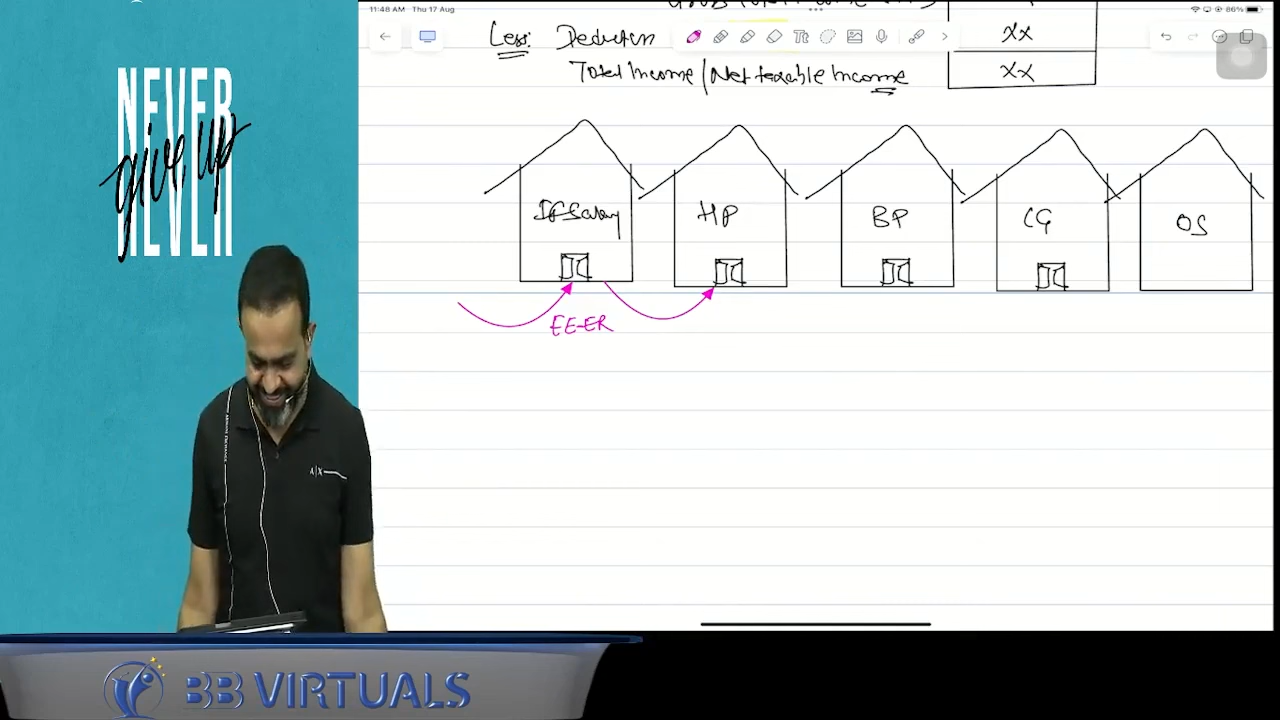 11:48 AM Thu 17 Aug
86%
Less: Deduction
XX
Total Income / Net taxable Income
XX
NEVER
give up
NEVER
HP
BP
CG
OS
EE-ER
A|X
BB VIRTUALS